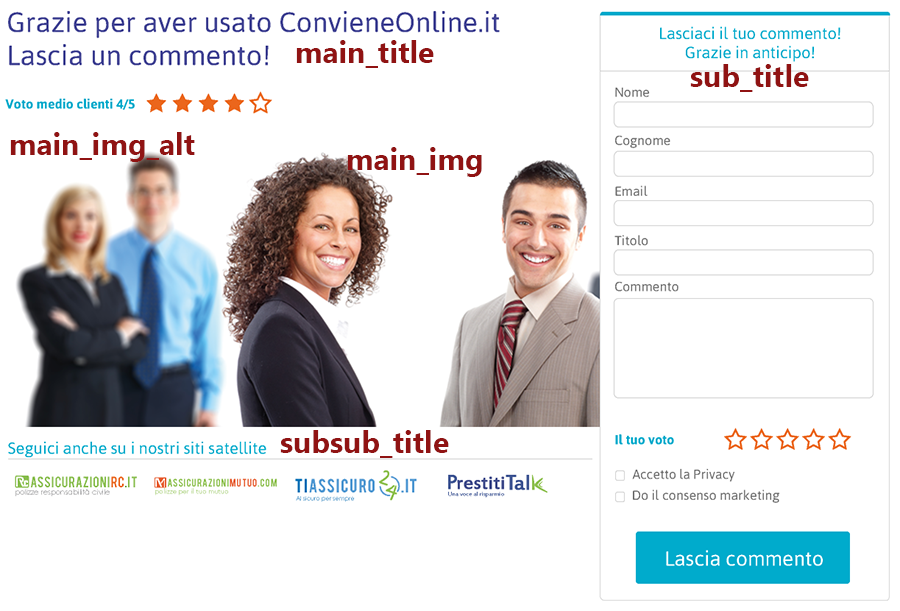 Grazie per aver usato ConvieneOnline.it
Lascia un commento!
main_title
Voto medio clienti 4/5
main_img_alt
main_img
Seguici anche su i nostri siti satellite
subsub_title
ASSICURAZIONIRC.IT
polizze responsabilità civile
ASSICURAZIONIMUTUO.COM
polizze per il tuo mutuo
TIASSICURO24.IT
Al sicuro per sempre
PrestitiTalk
Una voce al risparmio
Lasciaci il tuo commento!
Grazie in anticipo!
sub_title
Nome
Cognome
Email
Titolo
Commento
Il tuo voto
Accetto la Privacy
Do il consenso marketing
Lascia commento